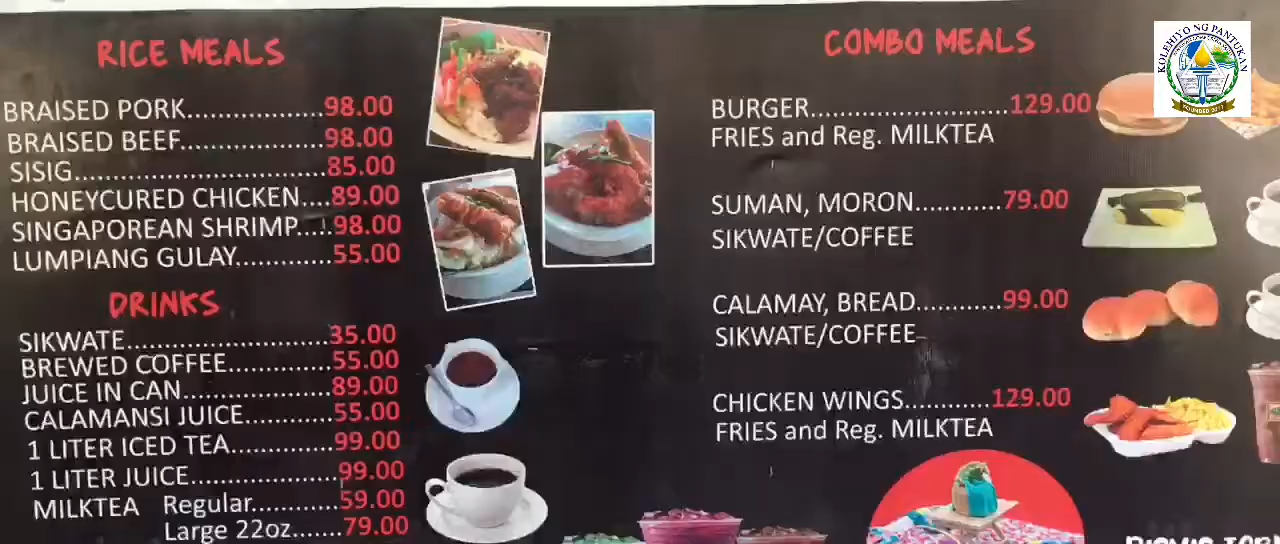 RICE MEALS
BRAISED PORK...................98.00
BRAISED BEEF....................98.00
SISIG...................................85.00
HONEYCURED CHICKEN....89.00
SINGAPOREAN SHRIMP.....98.00
LUMPIANG GULAY.............55.00
DRINKS
SIKWATE............................35.00
BREWED COFFEE..............55.00
JUICE IN CAN.....................89.00
CALAMANSI JUICE............55.00
1 LITER ICED TEA..............99.00
1 LITER JUICE.....................99.00
MILKTEA Regular............59.00
Large 22oz.......79.00
COMBO MEALS
BURGER............................129.00
FRIES and Reg. MILKTEA
SUMAN, MORON............79.00
SIKWATE/COFFEE
CALAMAY, BREAD............99.00
SIKWATE/COFFEE
CHICKEN WINGS............129.00
FRIES and Reg. MILKTEA
KOLEHIYO NG PANTUKAN